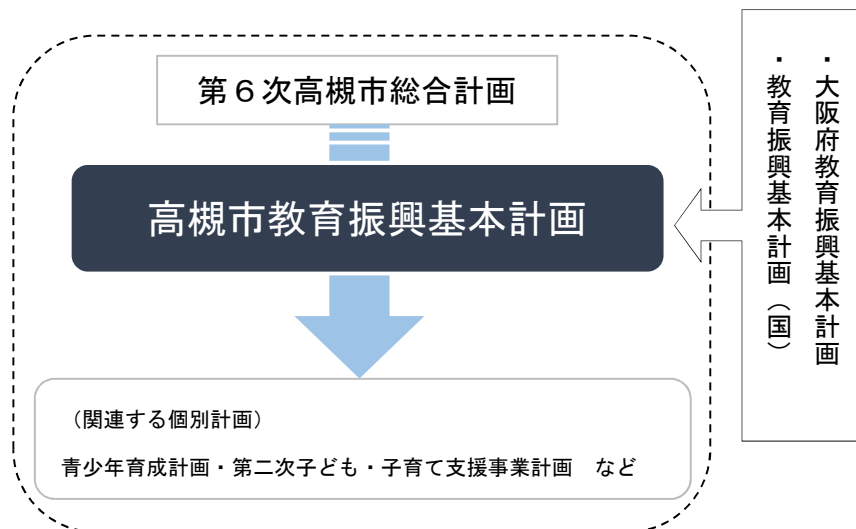 第６次高槻市総合計画
高槻市教育振興基本計画
・大阪府教育振興基本計画
・教育振興基本計画（国）
（関連する個別計画）
青少年育成計画・第二次子ども・子育て支援事業計画　など